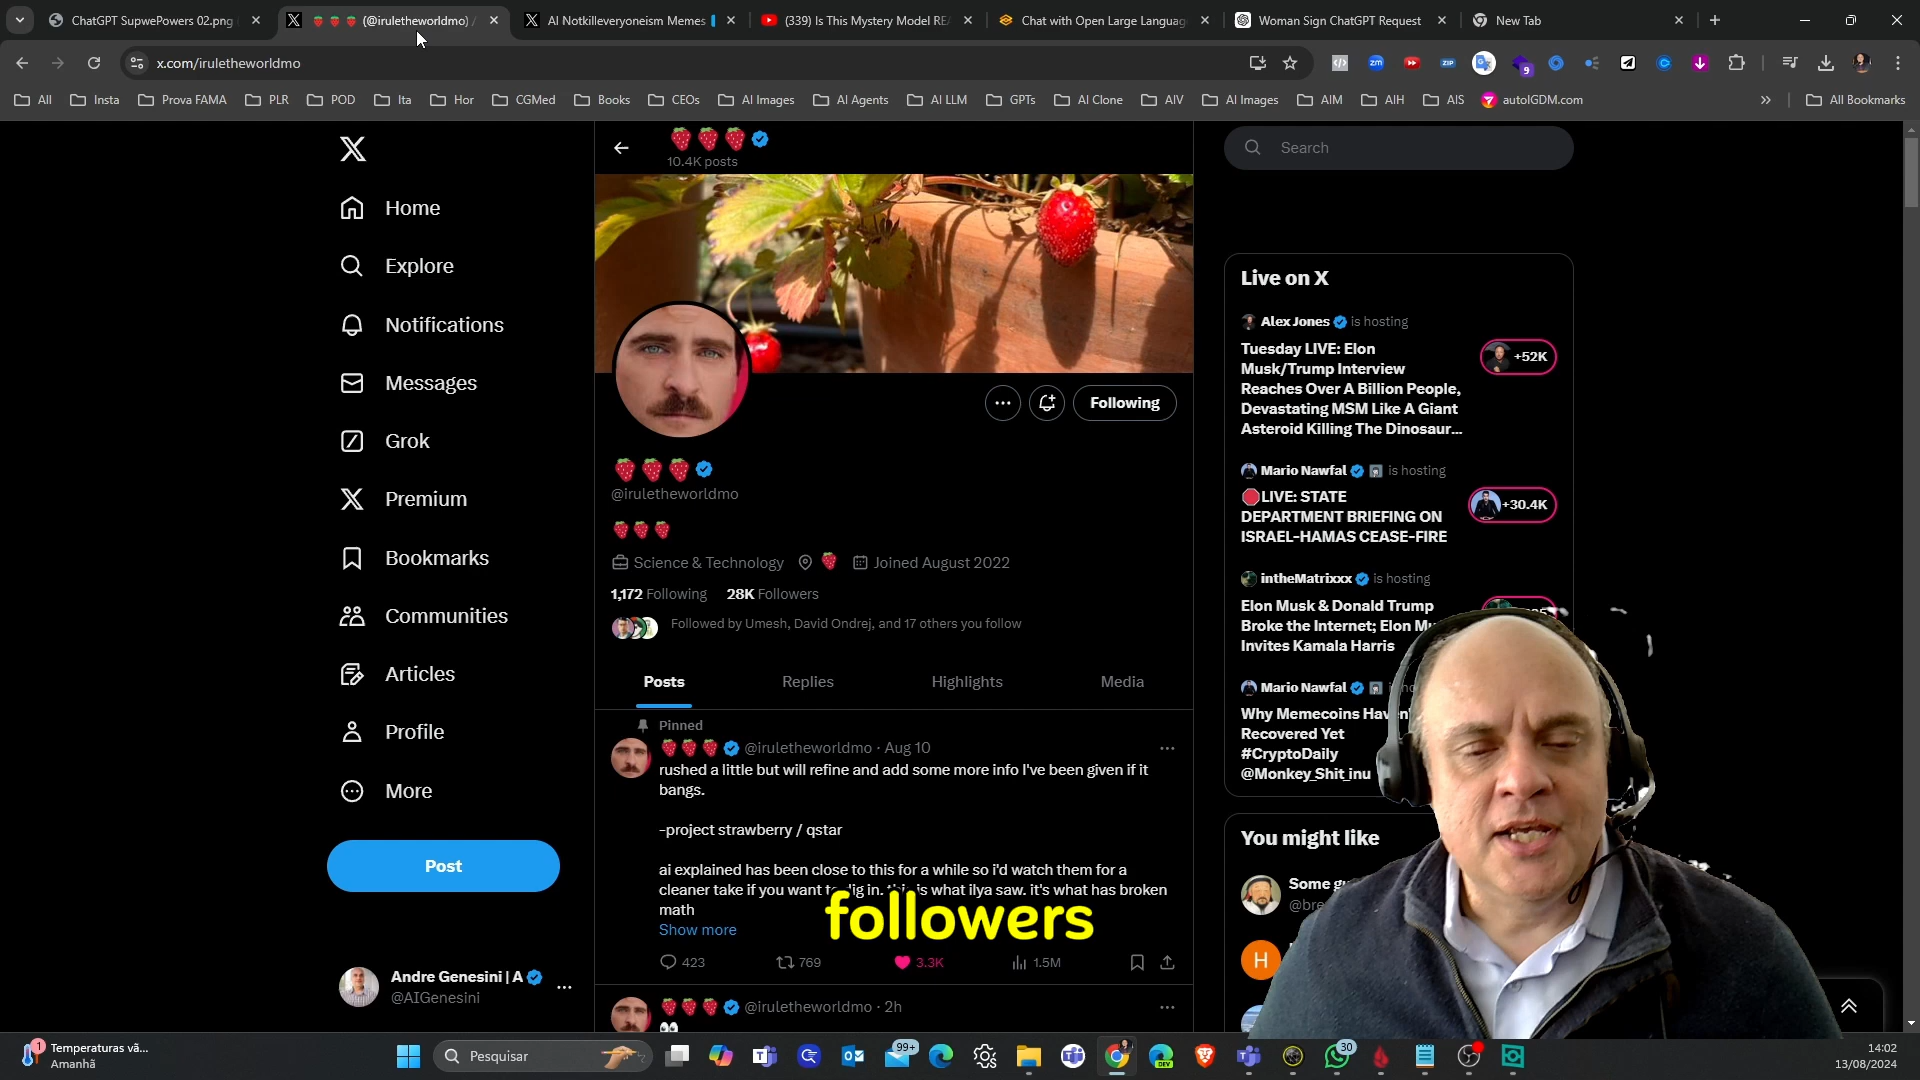 ChatGPT SupwePowers 02.png
(@iruletheworldmo) /
AI Notkilleveryoneism Memes
(339) Is This Mystery Model RE
Chat with Open Large Languag
Woman Sign ChatGPT Request
New Tab
x.com/iruletheworldmo
All
Insta
Prova FAMA
PLR
POD
Ita
Hor
CGMed
Books
CEOs
AI Images
AI Agents
AI LLM
GPTs
AI Clone
AIV
AI Images
AIM
AIH
AIS
autoIGDM.com
All Bookmarks
10.4K posts
Search
Home
Explore
Notifications
Messages
Grok
Premium
Bookmarks
Communities
Articles
Profile
More
Post
Andre Genesini | A
@AIGenesini
Following
@iruletheworldmo
Science & Technology
Joined August 2022
1,172 Following 28K Followers
Followed by Umesh, David Ondrej, and 17 others you follow
Posts
Replies
Highlights
Media
Pinned
@iruletheworldmo · Aug 10
rushed a little but will refine and add some more info I've been given if it
bangs.
-project strawberry / qstar
ai explained has been close to this for a while so i'd watch them for a
cleaner take if you want to dig in. this is what ilya saw. it's what has broken
math
Show more
followers
423
769
3.3K
1.5M
@iruletheworldmo · 2h
Live on X
Alex Jones is hosting
Tuesday LIVE: Elon
Musk/Trump Interview
Reaches Over A Billion People,
Devastating MSM Like A Giant
Asteroid Killing The Dinosaur...
+52K
Mario Nawfal is hosting
LIVE: STATE
DEPARTMENT BRIEFING ON
ISRAEL-HAMAS CEASE-FIRE
+30.4K
intheMatrixxx is hosting
Elon Musk & Donald Trump
Broke the Internet; Elon Mu
Invites Kamala Harris
Mario Nawfal
Why Memecoins Haven'
Recovered Yet
#CryptoDaily
@Monkey_Shit_inu
You might like
Some g
@bre
H
1
Temperaturas vã...
Amanhã
Pesquisar
99+
30
14:02
13/08/2024